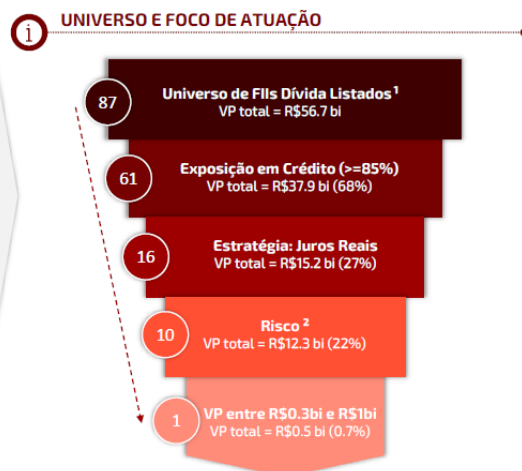 i
UNIVERSO E FOCO DE ATUAÇÃO
87
Universo de FIIs Dívida Listados¹
VP total = R$56.7 bi
61
Exposição em Crédito (>=85%)
VP total = R$37.9 bi (68%)
16
Estratégia: Juros Reais
VP total = R$15.2 bi (27%)
10
Risco²
VP total = R$12.3 bi (22%)
1
VP entre R$0.3bi e R$1bi
VP total = R$0.5 bi (0.7%)